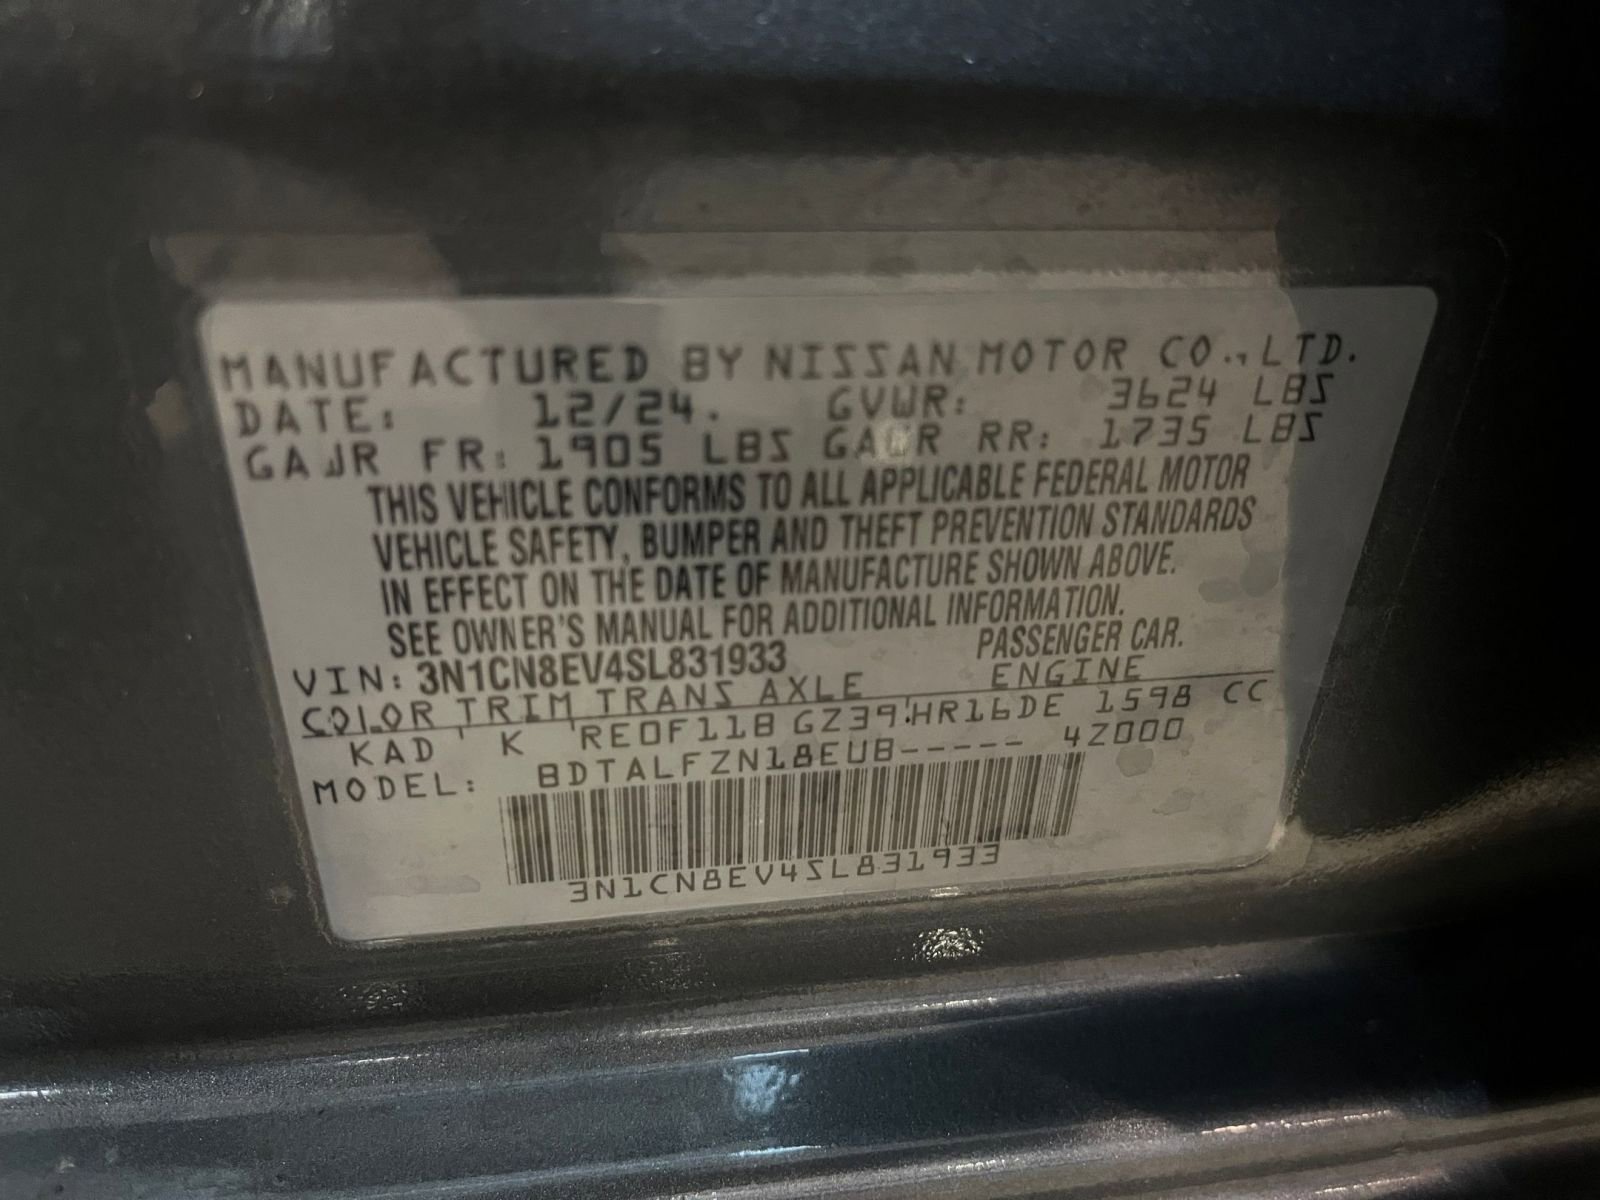 MANUFACTURED BY NISSAN MOTOR CO., LTD.
DATE: 12/24. GVWR: 3624 LBS
GAWR FR: 1905 LBS GAWR RR: 1735 LBS
THIS VEHICLE CONFORMS TO ALL APPLICABLE FEDERAL MOTOR
VEHICLE SAFETY, BUMPER AND THEFT PREVENTION STANDARDS
IN EFFECT ON THE DATE OF MANUFACTURE SHOWN ABOVE.
SEE OWNER'S MANUAL FOR ADDITIONAL INFORMATION.
VIN: 3N1CN8EV4SL831933 PASSENGER CAR.
COLOR TRIM TRANS AXLE ENGINE
KAD K RE0F11B GZ39 HR16DE 1598 CC
MODEL: BDTALFZN18EUB----- 4Z000
3N1CN8EV4SL831933